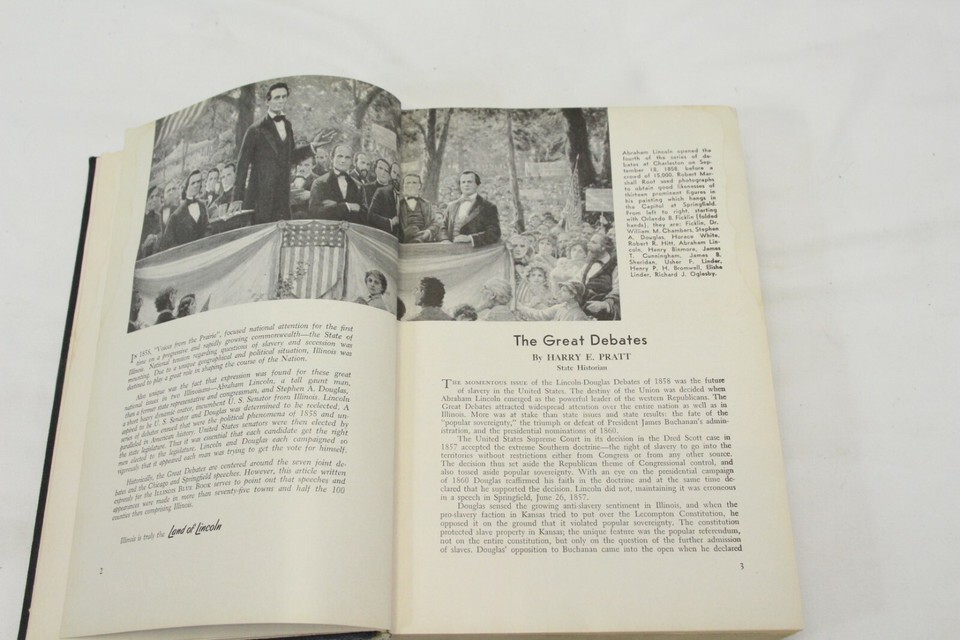 IN 1858, "Voices from the Prairie", focused national attention for the first
time on a progressive and rapidly growing commonwealth—the State of
Illinois. National tension regarding questions of slavery and secession was
mounting. Due to a unique geographical and political situation, Illinois was
destined to play a great role in shaping the course of the Nation.
Also unique was the fact that expression was found for these great
national issues in two Illinoisans—Abraham Lincoln, a tall gaunt man,
then a former state representative and congressman, and Stephen A. Douglas,
a short heavy dynamic orator, incumbent U. S. Senator from Illinois. Lincoln
aspired to be U. S. Senator and Douglas was determined to be reelected. A
series of debates ensued that were the political phenomena of 1858 and un-
paralleled in American history. United States senators were then elected by
the state legislature. Thus it was essential that each candidate get the right
men elected to the legislature. Lincoln and Douglas each campaigned so
vigorously that it appeared each man was trying to get the vote for himself.
Historically, the Great Debates are centered around the seven joint de-
bates and the Chicago and Springfield speeches. However, this article written
expressly for the ILLINOIS BLUE BOOK serves to point out that speeches and
appearances were made in more than seventy-five towns and half the 100
counties then comprising Illinois.
Illinois is truly the Land of Lincoln
2
Abraham Lincoln opened the
fourth of the series of de-
bates at Charleston on Sep-
tember 18, 1858 before a
crowd of 15,000. Robert Mar-
shall Root used photographs
to obtain good likenesses of
thirteen prominent figures in
his painting which hangs in
the Capitol at Springfield.
From left to right, starting
with Orlando B. Ficklin (folded
hands), they are: Ficklin, Dr.
William M. Chambers, Stephen
A. Douglas, Horace White,
Robert R. Hitt, Abraham Lin-
coln, Henry Binmore, James
T. Cunningham, James B.
Sheridan, Usher F. Linder,
Henry P. H. Bromwell, Elisha
Linder, Richard J. Oglesby.
The Great Debates
By HARRY E. PRATT
State Historian
THE MOMENTOUS ISSUE of the Lincoln-Douglas Debates of 1858 was the future
of slavery in the United States. The destiny of the Union was decided when
Abraham Lincoln emerged as the powerful leader of the western Republicans. The
Great Debates attracted widespread attention over the entire nation as well as in
Illinois. More was at stake than state issues and state results: the fate of the
"popular sovereignty," the triumph or defeat of President James Buchanan's admin-
istration, and the presidential nominations of 1860.
The United States Supreme Court in its decision in the Dred Scott case in
1857 accepted the extreme Southern doctrine—the right of slavery to go into the
territories without restrictions either from Congress or from any other source.
The decision thus set aside the Republican theme of Congressional control, and
also tossed aside popular sovereignty. With an eye on the presidential campaign
of 1860 Douglas reaffirmed his faith in the doctrine and at the same time de-
clared that he supported the decision. Lincoln did not, maintaining it was erroneous
in a speech in Springfield, June 26, 1857.
Douglas sensed the growing anti-slavery sentiment in Illinois, and when the
pro-slavery faction in Kansas tried to put over the Lecompton Constitution, he
opposed it on the ground that it violated popular sovereignty. The constitution
protected slave property in Kansas; the unique feature was the popular referendum,
not on the entire constitution, but only on the question of the further admission
of slaves. Douglas' opposition to Buchanan came into the open when he declared
3